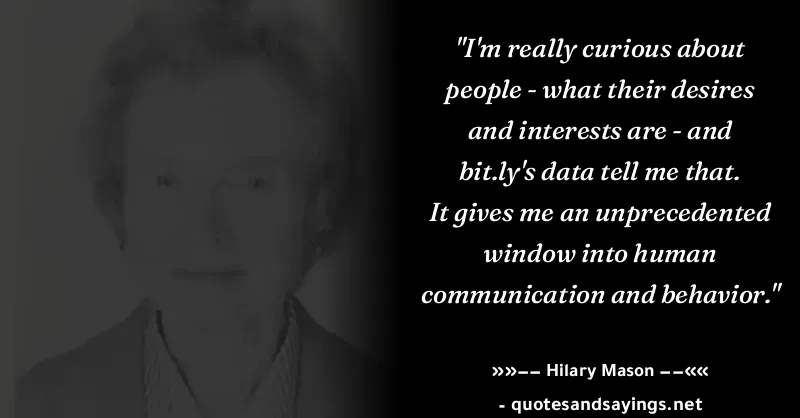 "I'm really curious about
people - what their desires
and interests are - and
bit.ly's data tell me that.
It gives me an unprecedented
window into human
communication and behavior."
»»−− Hilary Mason −−««
- quotesandsayings.net